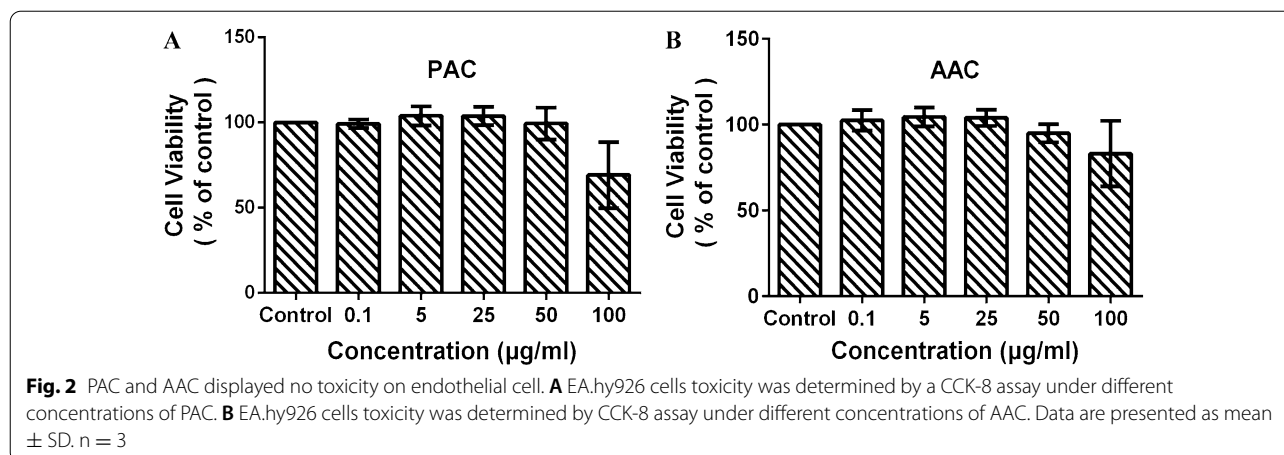 A
PAC
Cell Viability
( % of control )
150
100
50
0
Control 0.1 5 25 50 100
Concentration (µg/ml)
B
AAC
Cell Viability
( % of control )
150
100
50
0
Control 0.1 5 25 50 100
Concentration (µg/ml)
Fig. 2 PAC and AAC displayed no toxicity on endothelial cell. A EA.hy926 cells toxicity was determined by a CCK-8 assay under different
concentrations of PAC. B EA.hy926 cells toxicity was determined by CCK-8 assay under different concentrations of AAC. Data are presented as mean
± SD. n = 3